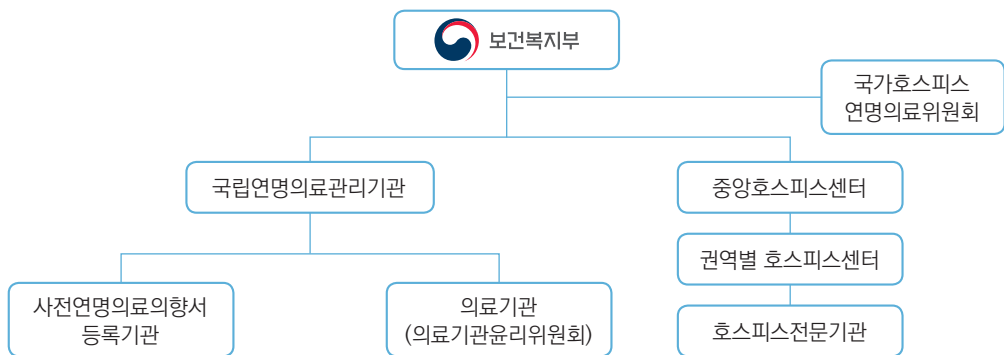 보건복지부
국가호스피스
연명의료위원회
국립연명의료관리기관
중앙호스피스센터
권역별 호스피스센터
사전연명의료의향서
등록기관
의료기관
(의료기관윤리위원회)
호스피스전문기관